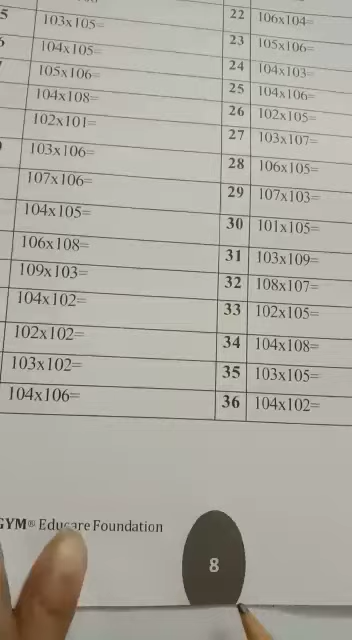 5 103x105= 22 106x104=
104x105= 23 105x106=
105x106= 24 104x103=
104x108= 25 104x106=
102x101= 26 102x105=
103x106= 27 103x107=
107x106= 28 106x105=
104x105= 29 107x103=
106x108= 30 101x105=
109x103= 31 103x109=
104x102= 32 108x107=
102x102= 33 102x105=
103x102= 34 104x108=
104x106= 35 103x105=
36 104x102=
GYM® Educare Foundation
8